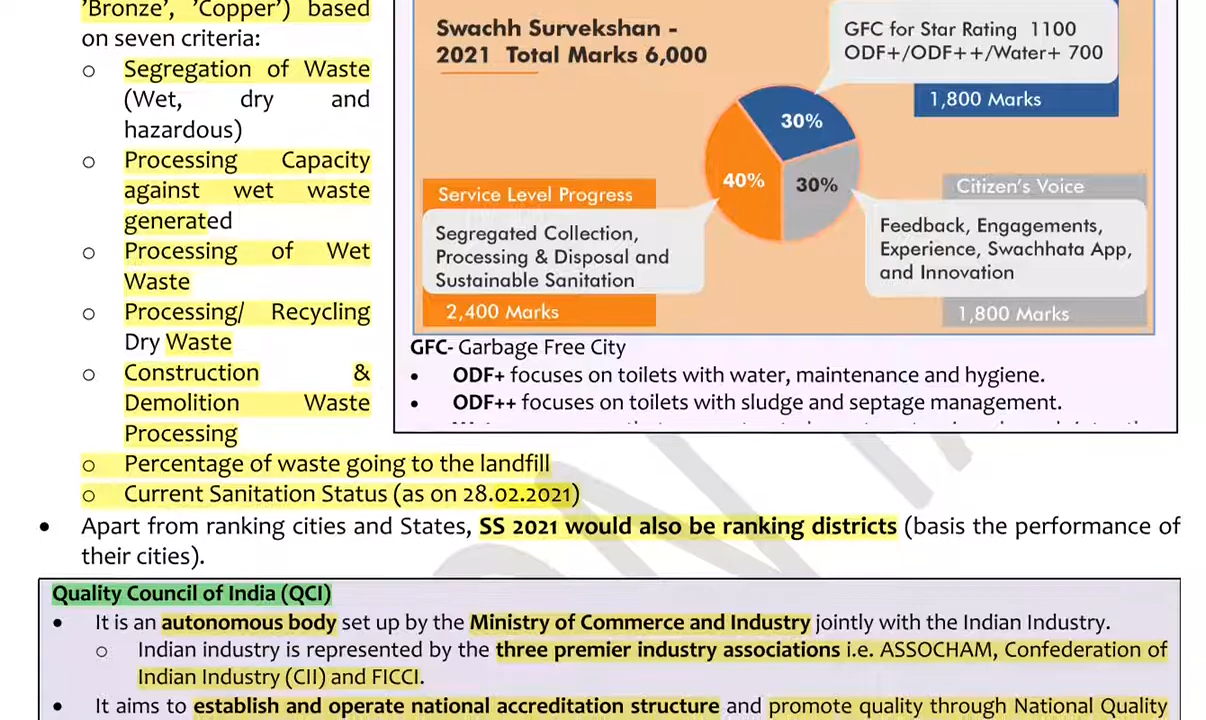 'Bronze', 'Copper') based
on seven criteria:
o Segregation of Waste
(Wet, dry and
hazardous)
o Processing Capacity
against wet waste
generated
o Processing of Wet
Waste
o Processing/ Recycling
Dry Waste
o Construction &
Demolition Waste
Processing
o Percentage of waste going to the landfill
o Current Sanitation Status (as on 28.02.2021)
Swachh Survekshan -
2021 Total Marks 6,000
GFC for Star Rating 1100
ODF+/ODF++/Water+ 700
1,800 Marks
30%
40%
30%
Service Level Progress
Segregated Collection,
Processing & Disposal and
Sustainable Sanitation
2,400 Marks
Citizen's Voice
Feedback, Engagements,
Experience, Swachhata App,
and Innovation
1,800 Marks
GFC- Garbage Free City
• ODF+ focuses on toilets with water, maintenance and hygiene.
• ODF++ focuses on toilets with sludge and septage management.
• Apart from ranking cities and States, SS 2021 would also be ranking districts (basis the performance of
their cities).
Quality Council of India (QCI)
• It is an autonomous body set up by the Ministry of Commerce and Industry jointly with the Indian Industry.
o Indian industry is represented by the three premier industry associations i.e. ASSOCHAM, Confederation of
Indian Industry (CII) and FICCI.
• It aims to establish and operate national accreditation structure and promote quality through National Quality